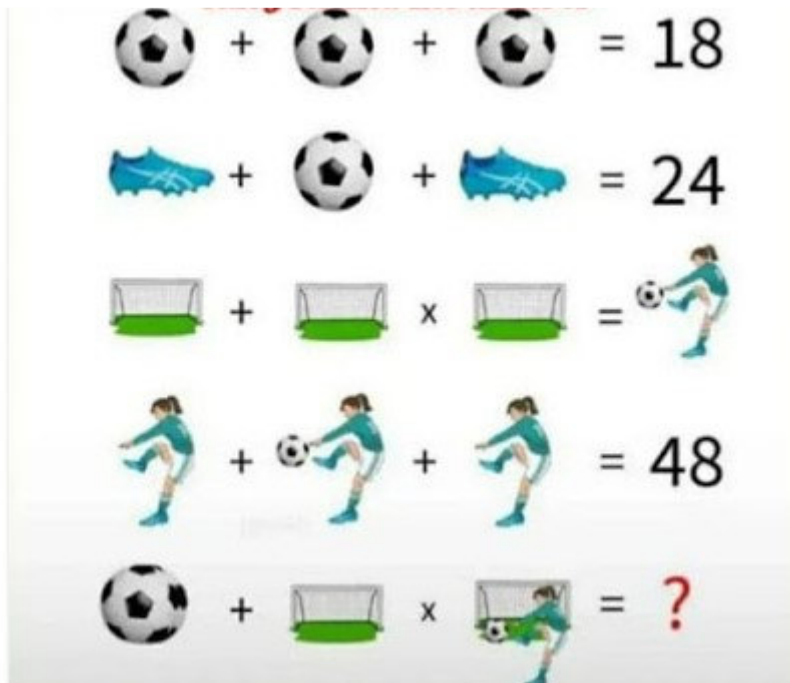 + + = 18
+ + = 24
+ x =
+ + = 48
+ x = ?